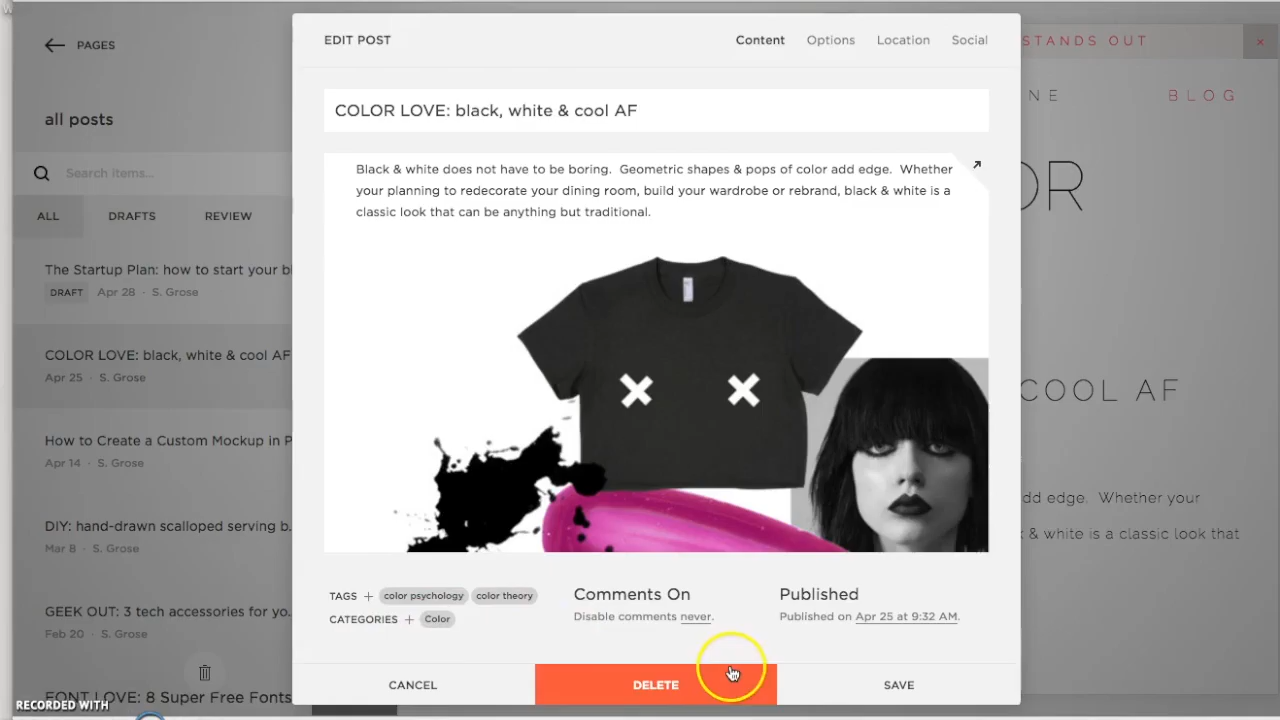 PAGES
all posts
Search items...
ALL DRAFTS REVIEW
The Startup Plan: how to start your bl
DRAFT Apr 28 · S. Grose
COLOR LOVE: black, white & cool AF
Apr 25 · S. Grose
How to Create a Custom Mockup in P
Apr 14 · S. Grose
DIY: hand-drawn scalloped serving b...
Mar 8 · S. Grose
GEEK OUT: 3 tech accessories for yo...
Feb 20 · S. Grose
FONT LOVE: 8 Super Free Fonts
RECORDED WITH
EDIT POST
Content Options Location Social
COLOR LOVE: black, white & cool AF
Black & white does not have to be boring. Geometric shapes & pops of color add edge. Whether
your planning to redecorate your dining room, build your wardrobe or rebrand, black & white is a
classic look that can be anything but traditional.
TAGS + color psychology color theory
CATEGORIES + Color
Comments On
Disable comments never.
Published
Published on Apr 25 at 9:32 AM.
CANCEL DELETE SAVE
STANDS OUT ×
NE BLOG
OR
COOL AF
dd edge. Whether your
& white is a classic look that